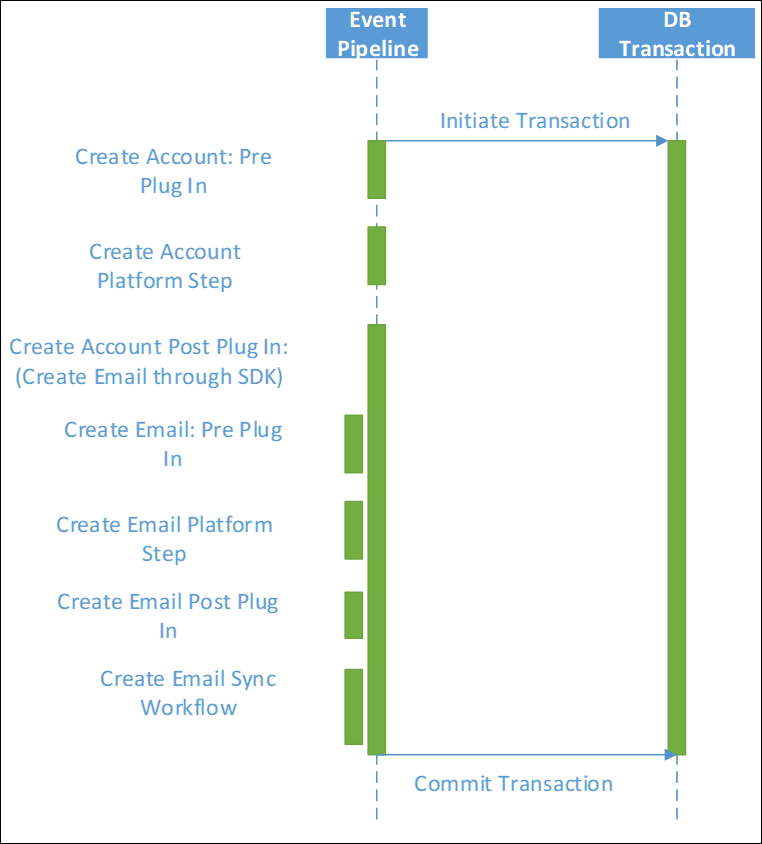 Event
Pipeline
DB
Transaction
Initiate Transaction
Create Account: Pre
Plug In
Create Account
Platform Step
Create Account Post Plug In:
(Create Email through SDK)
Create Email: Pre Plug
In
Create Email Platform
Step
Create Email Post Plug
In
Create Email Sync
Workflow
Commit Transaction